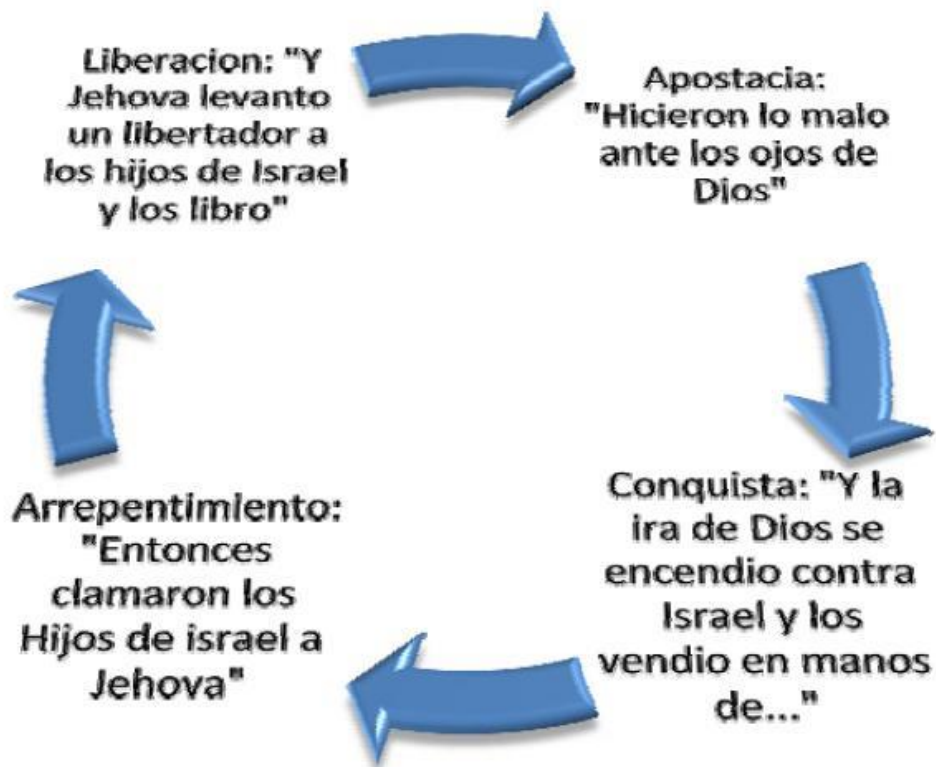 Liberacion: "Y
Jehova levanto
un libertador a
los hijos de Israel
y los libro"
Apostacia:
"Hicieron lo malo
ante los ojos de
Dios"
Conquista: "Y la
ira de Dios se
encendio contra
Israel y los
vendio en manos
de..."
Arrepentimiento:
"Entonces
clamaron los
Hijos de israel a
Jehova"